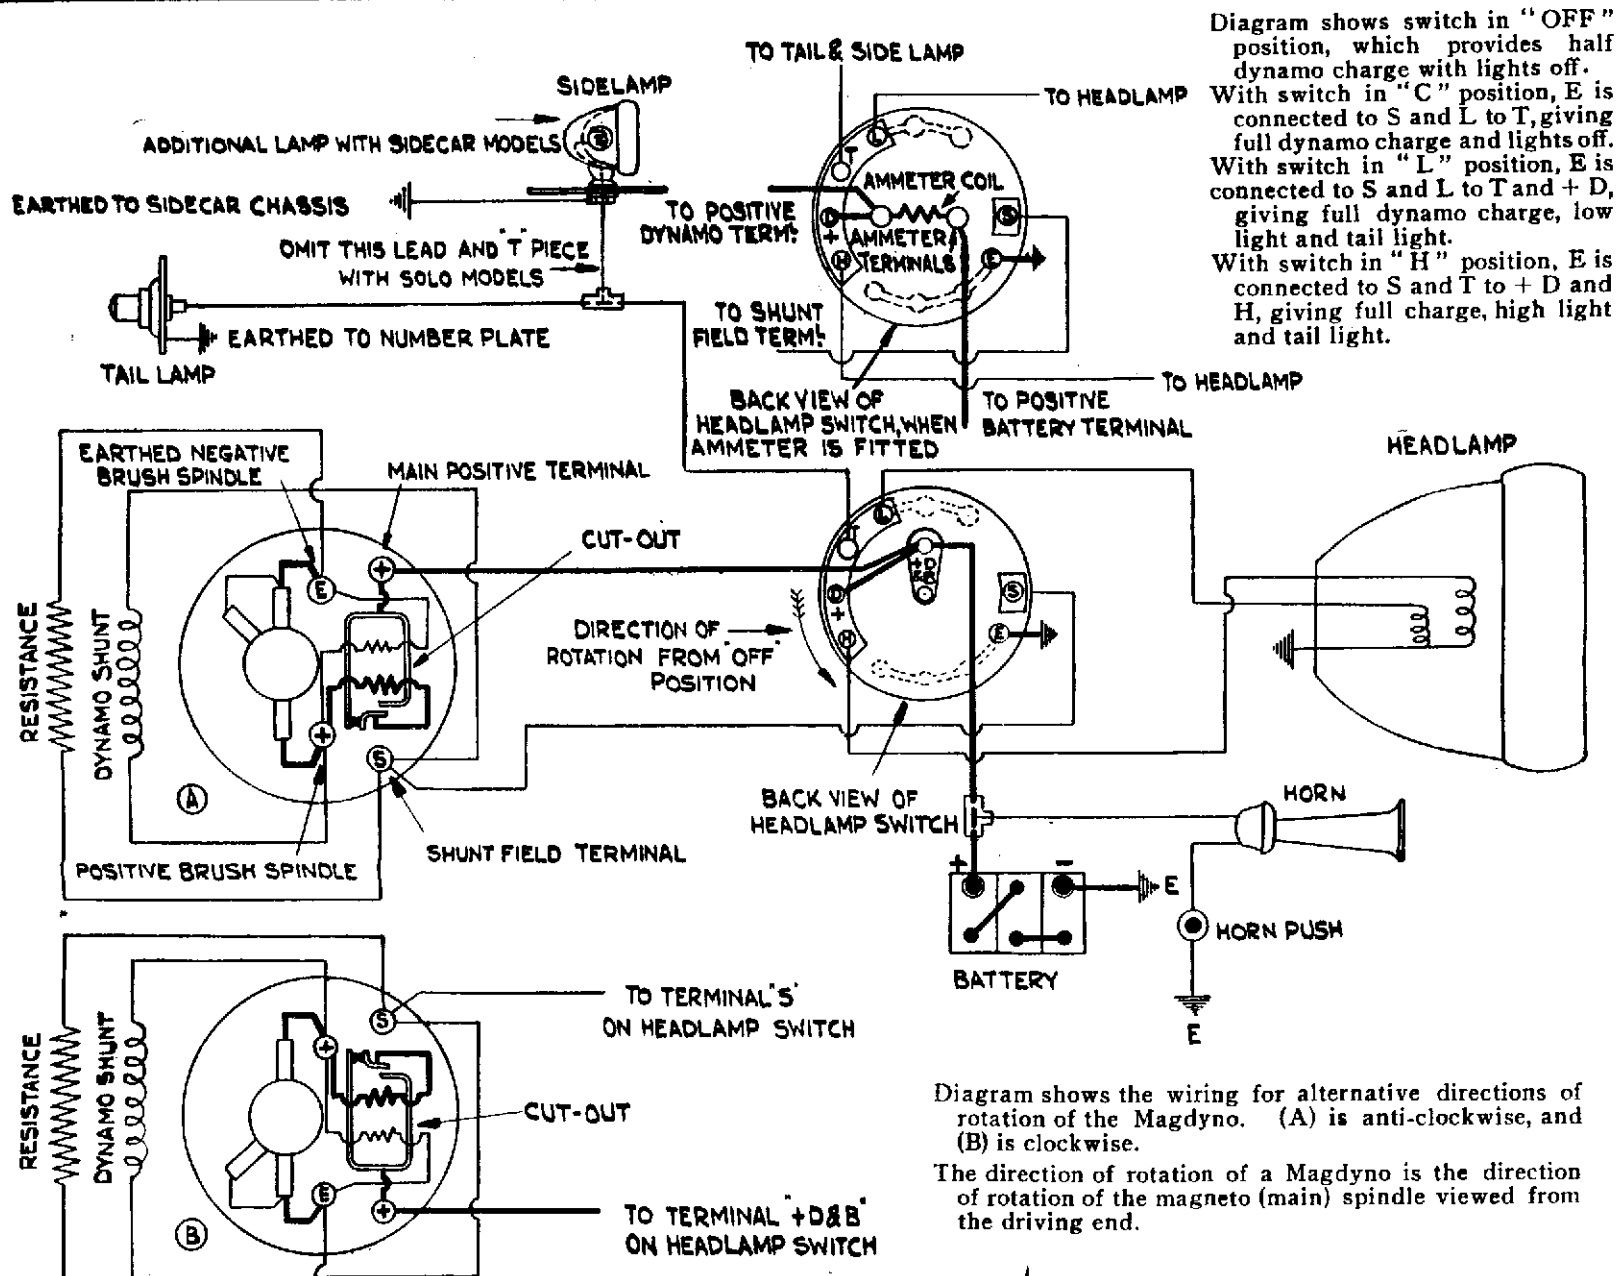 Diagram shows switch in "OFF"
position, which provides half
dynamo charge with lights off.
With switch in "C" position, E is
connected to S and L to T, giving
full dynamo charge and lights off.
With switch in "L" position, E is
connected to S and L to T and + D,
giving full dynamo charge, low
light and tail light.
With switch in "H" position, E is
connected to S and T to + D and
H, giving full charge, high light
and tail light.
TO TAIL & SIDE LAMP
TO HEADLAMP
SIDELAMP
ADDITIONAL LAMP WITH SIDECAR MODELS
EARTHED TO SIDECAR CHASSIS
OMIT THIS LEAD AND "T" PIECE
WITH SOLO MODELS
EARTHED TO NUMBER PLATE
TAIL LAMP
L
T
AMMETER COIL
D
+
S
AMMETER
TERMINALS
H
E
TO POSITIVE
DYNAMO TERM:
TO SHUNT
FIELD TERM:
TO HEADLAMP
BACK VIEW OF
HEADLAMP SWITCH, WHEN
AMMETER IS FITTED
TO POSITIVE
BATTERY TERMINAL
HEADLAMP
EARTHED NEGATIVE
BRUSH SPINDLE
MAIN POSITIVE TERMINAL
CUT-OUT
RESISTANCE
DYNAMO SHUNT
E
+
+
S
A
POSITIVE BRUSH SPINDLE
SHUNT FIELD TERMINAL
L
T
D
+
S
H
E
DIRECTION OF
ROTATION FROM "OFF"
POSITION
BACK VIEW OF
HEADLAMP SWITCH
HORN
+
-
E
BATTERY
HORN PUSH
E
RESISTANCE
DYNAMO SHUNT
S
+
E
+
B
TO TERMINAL "S"
ON HEADLAMP SWITCH
CUT-OUT
TO TERMINAL "+D&B"
ON HEADLAMP SWITCH
Diagram shows the wiring for alternative directions of
rotation of the Magdyno. (A) is anti-clockwise, and
(B) is clockwise.
The direction of rotation of a Magdyno is the direction
of rotation of the magneto (main) spindle viewed from
the driving end.